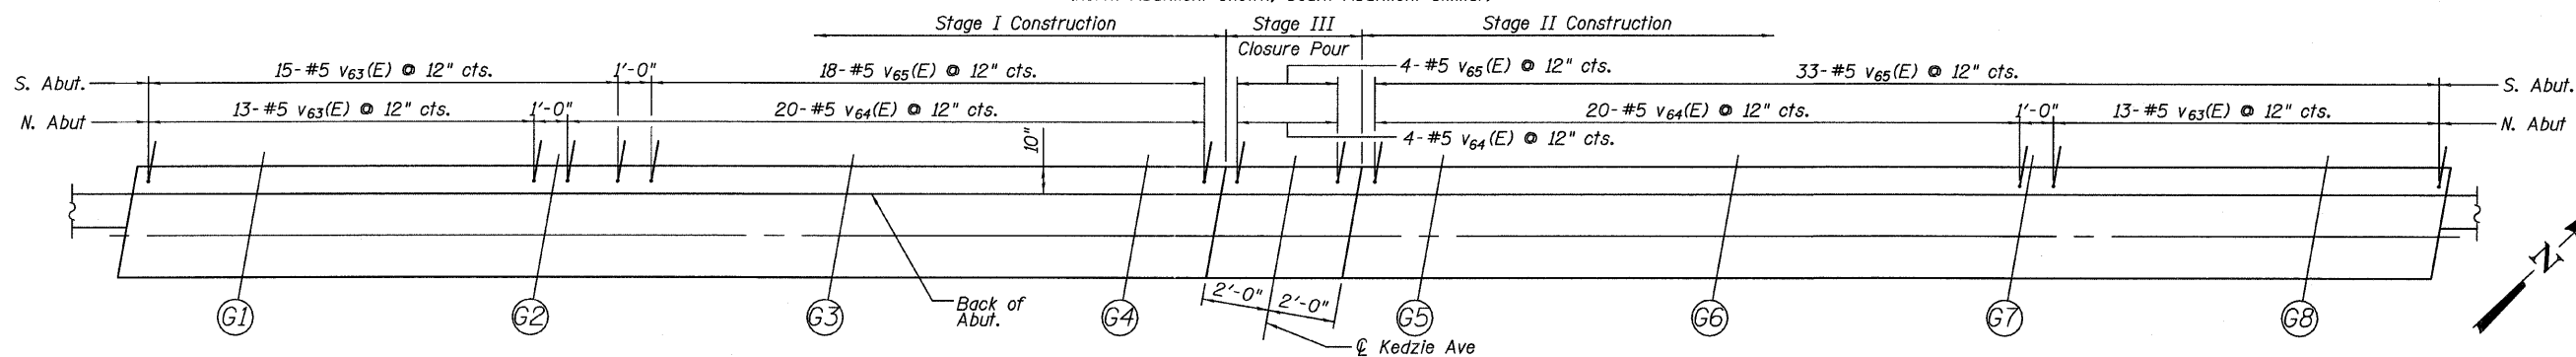 Stage I Construction
Stage III
Closure Pour
Stage II Construction
S. Abut.
15-#5 v63(E) @ 12" cts.
1'-0"
18-#5 v65(E) @ 12" cts.
4-#5 v65(E) @ 12" cts.
33-#5 v65(E) @ 12" cts.
S. Abut.
N. Abut
13-#5 v63(E) @ 12" cts.
1'-0"
20-#5 v64(E) @ 12" cts.
4-#5 v64(E) @ 12" cts.
20-#5 v64(E) @ 12" cts.
1'-0"
13-#5 v63(E) @ 12" cts.
N. Abut
10"
G1
G2
G3
Back of
Abut.
G4
2'-0"
2'-0"
℄ Kedzie Ave
G5
G6
G7
G8
N